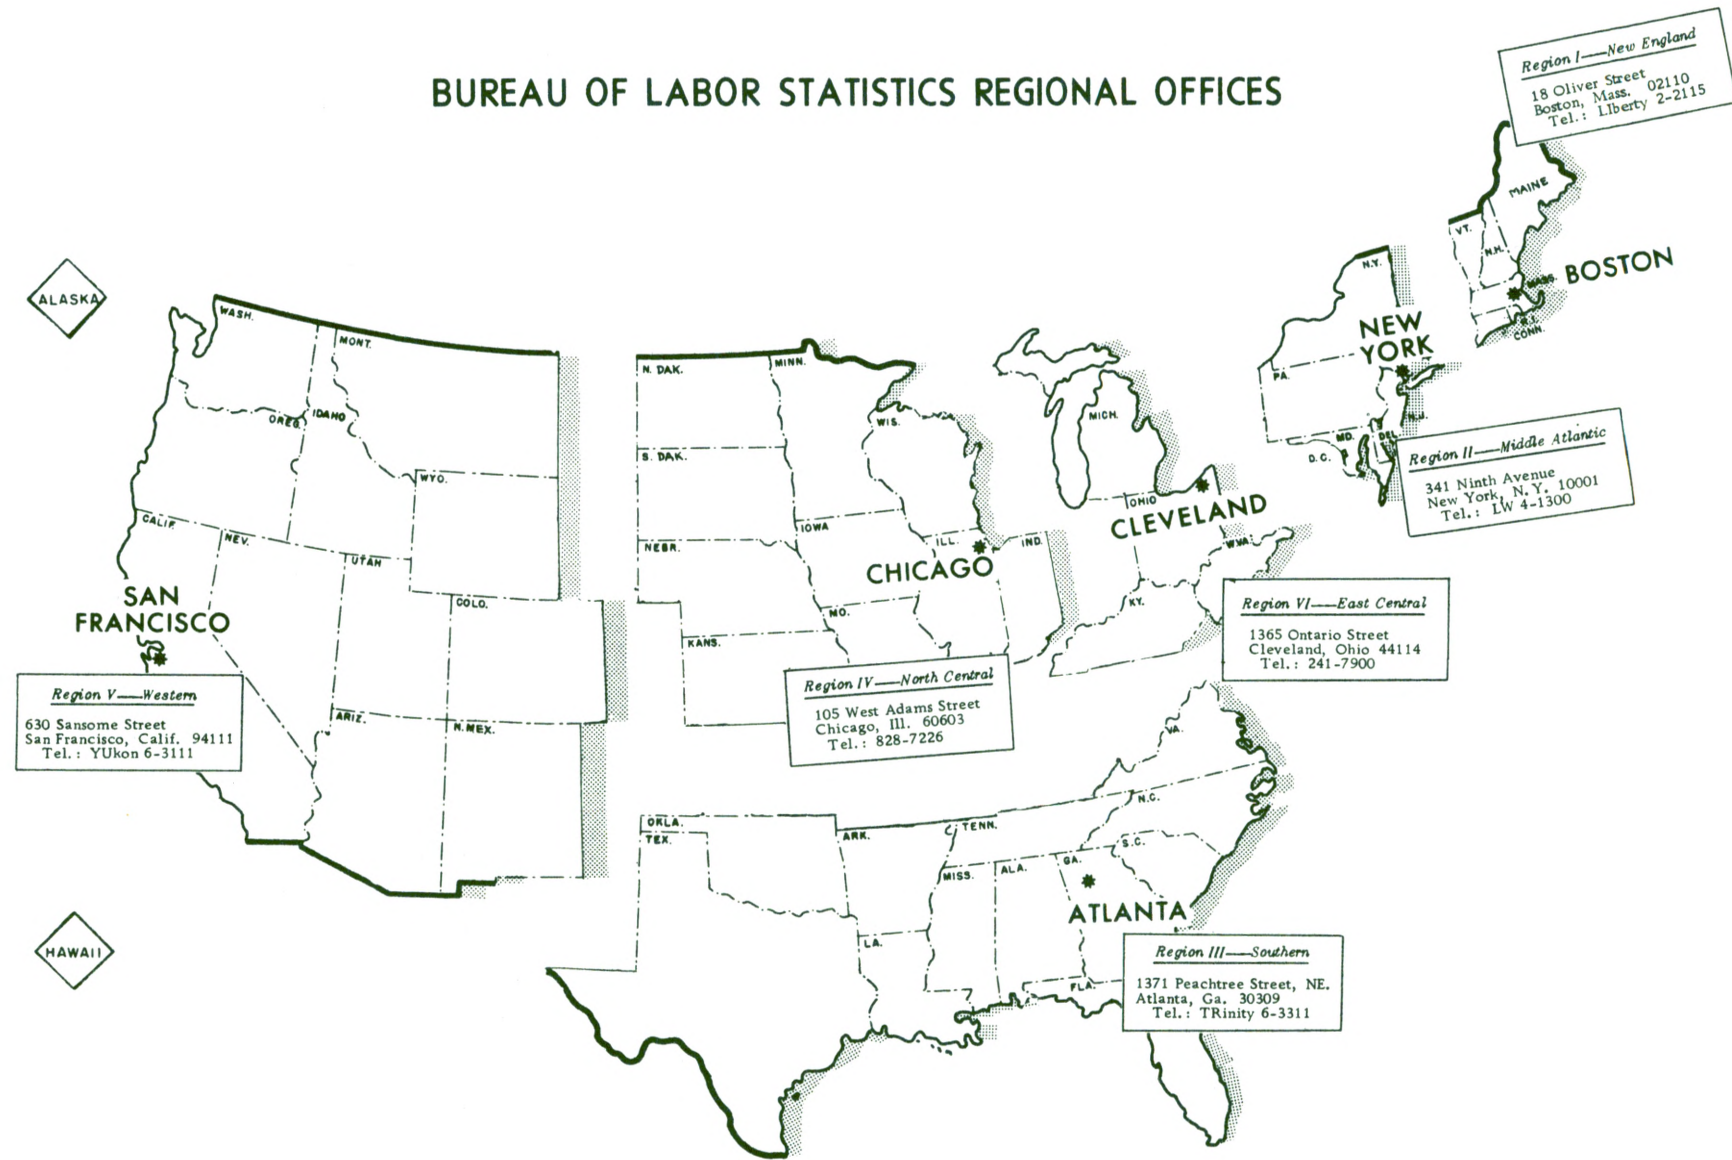 BUREAU OF LABOR STATISTICS REGIONAL OFFICES
Region I—New England
18 Oliver Street
Boston, Mass. 02110
Tel.: LIberty 2-2115
MAINE
VT.
N.H.
MASS.
BOSTON
R.I.
CONN.
N.Y.
NEW
YORK
PA.
N.J.
MD.
DEL.
D.C.
Region II—Middle Atlantic
341 Ninth Avenue
New York, N. Y. 10001
Tel.: LW 4-1300
ALASKA
WASH.
MONT.
OREG.
IDAHO
WYO.
CALIF.
NEV.
UTAH
COLO.
SAN
FRANCISCO
ARIZ.
N.MEX.
Region V—Western
630 Sansome Street
San Francisco, Calif. 94111
Tel.: YUkon 6-3111
HAWAII
N. DAK.
MINN.
WIS.
S. DAK.
IOWA
NEBR.
ILL.
IND.
CHICAGO
MO.
KANS.
Region IV—North Central
105 West Adams Street
Chicago, Ill. 60603
Tel.: 828-7226
MICH.
OHIO
CLEVELAND
W.VA.
KY.
Region VI—East Central
1365 Ontario Street
Cleveland, Ohio 44114
Tel.: 241-7900
VA.
N.C.
OKLA.
TEX.
ARK.
TENN.
S.C.
MISS.
ALA.
GA.
ATLANTA
LA.
FLA.
Region III—Southern
1371 Peachtree Street, NE.
Atlanta, Ga. 30309
Tel.: TRinity 6-3311